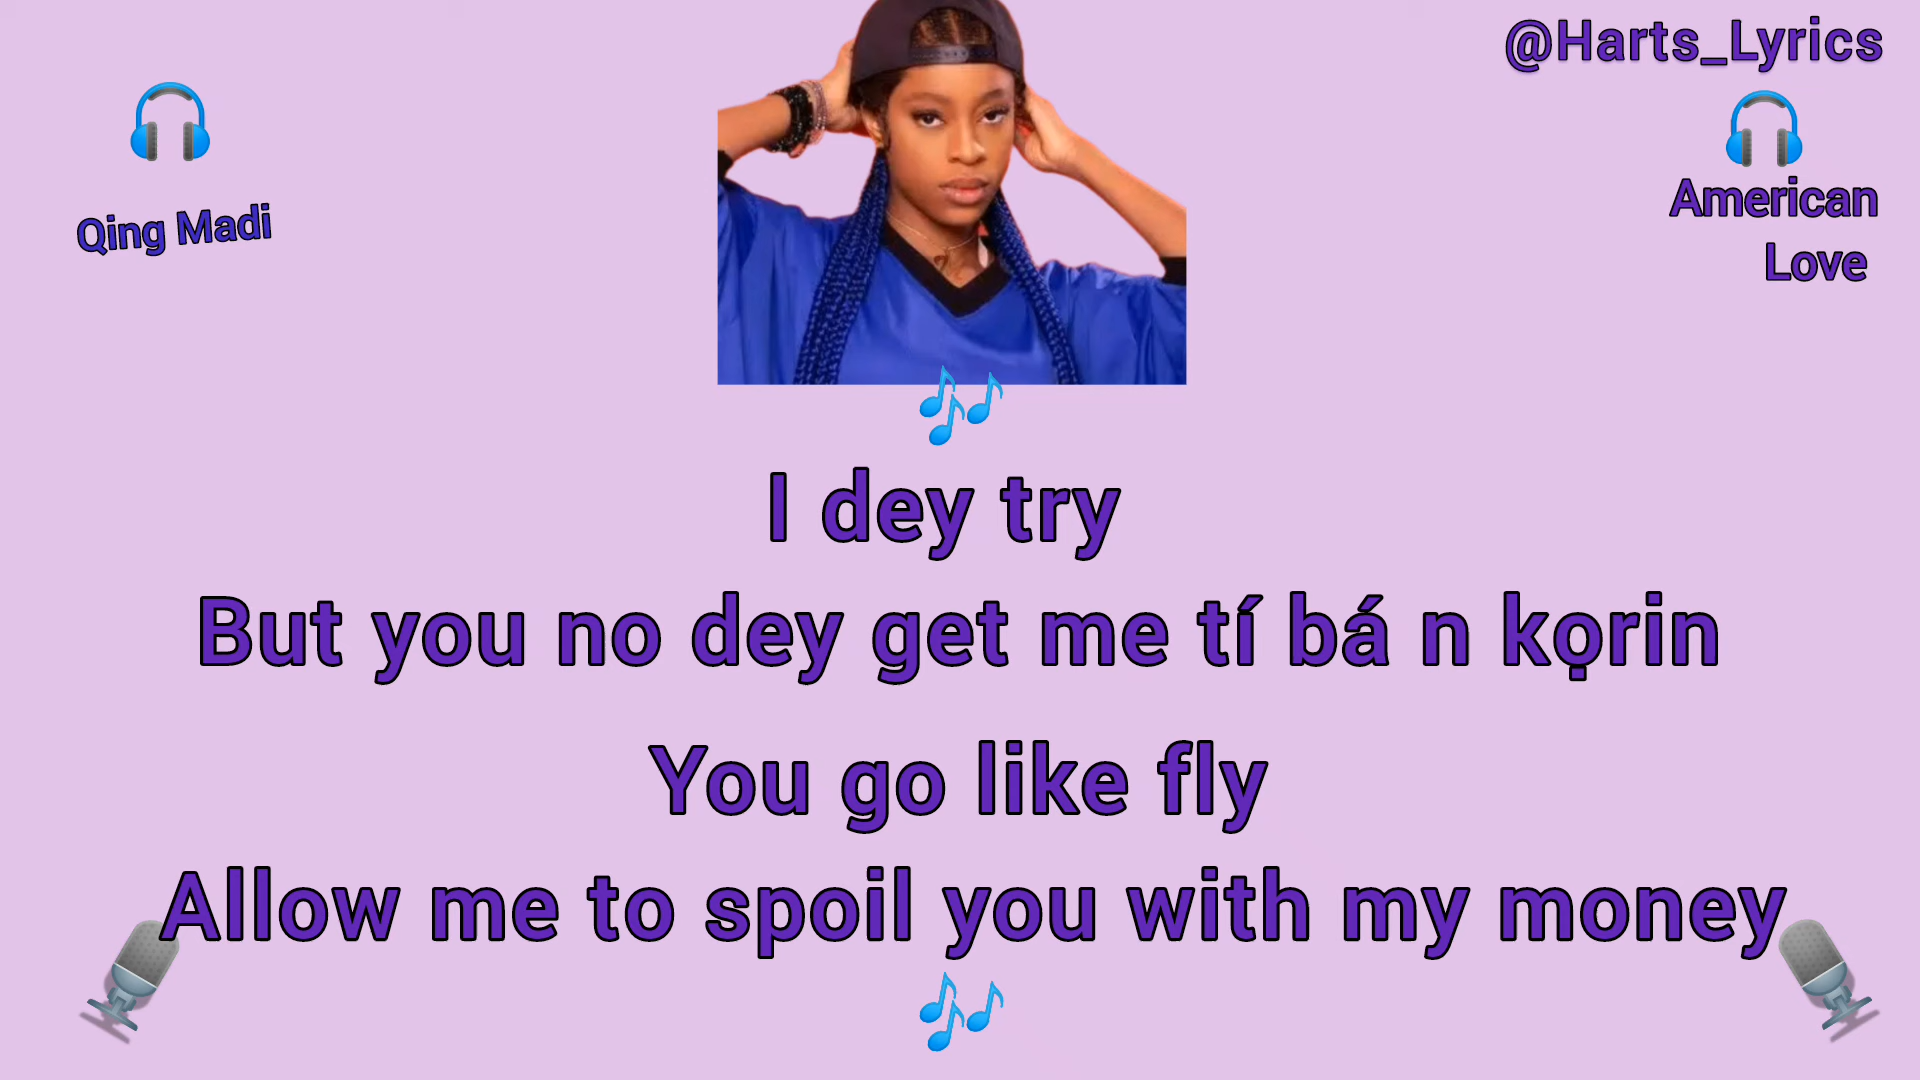 @Harts_Lyrics
Qing Madi
American
Love
I dey try
But you no dey get me tí bá n kọrin
You go like fly
Allow me to spoil you with my money